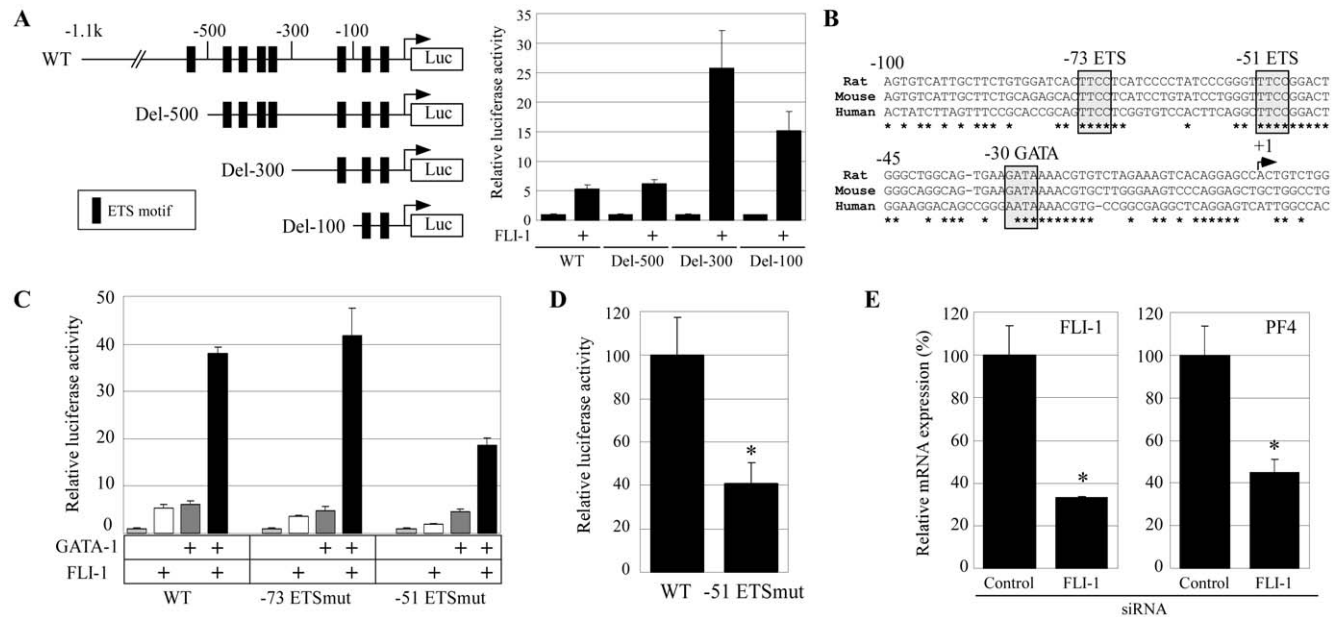 A
-1.1k
-500
-300
-100
WT
Luc
Del-500
Luc
Del-300
Luc
Del-100
Luc
ETS motif
Relative luciferase activity
35
30
25
20
15
10
5
0
FLI-1 + + + +
WT Del-500 Del-300 Del-100
B
-100 -73 ETS -51 ETS
Rat AGTGTCATTGCTTCTGTGGATCACTTCCTCATCCCCTATCCCGGGTTTCCGGACT
Mouse AGTGTCATTGCTTCTGCAGAGCACTTCCTCATCCTGTATCCTGGGTTTCCGGACT
Human ACTATCTTAGTTTCCGCACCGCAGTTCCTCGGTGTCCACTTCAGGCTTCCGGACT
-45 -30 GATA +1
Rat GGGCTGGCAG-TGAAGATAAAACGTGTCTAGAAAGTCACAGGAGCCACTGTCTGG
Mouse GGGCAGGCAG-TGAAGATAAAACGTGCTTGGGAAGTCCAGGAGCTGCTGGCCTG
Human GGAAGGACAGCCGGGAATAAAACGTG-CCGGCGAGGCTCAGGAGTCATTGGCCAC
C
Relative luciferase activity
50
40
30
20
10
0
GATA-1 + + + + + +
FLI-1 + + + + + +
WT -73 ETSmut -51 ETSmut
D
Relative luciferase activity
120
100
80
60
40
20
0
*
WT -51 ETSmut
E
Relative mRNA expression (%)
120
100
80
60
40
20
0
FLI-1
*
Control FLI-1
120
100
80
60
40
20
0
PF4
*
Control FLI-1
siRNA